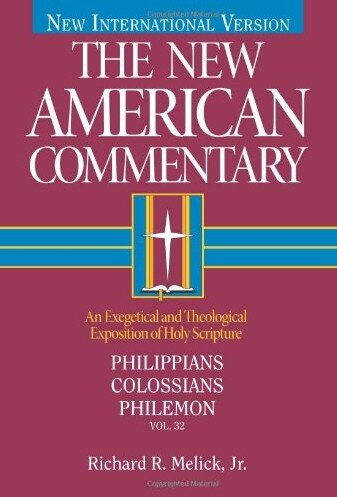 New International Version
THE NEW
AMERICAN
COMMENTARY
An Exegetical and Theological
Exposition of Holy Scripture
PHILIPPIANS
COLOSSIANS
PHILEMON
VOL. 32
Richard R. Melick, Jr.